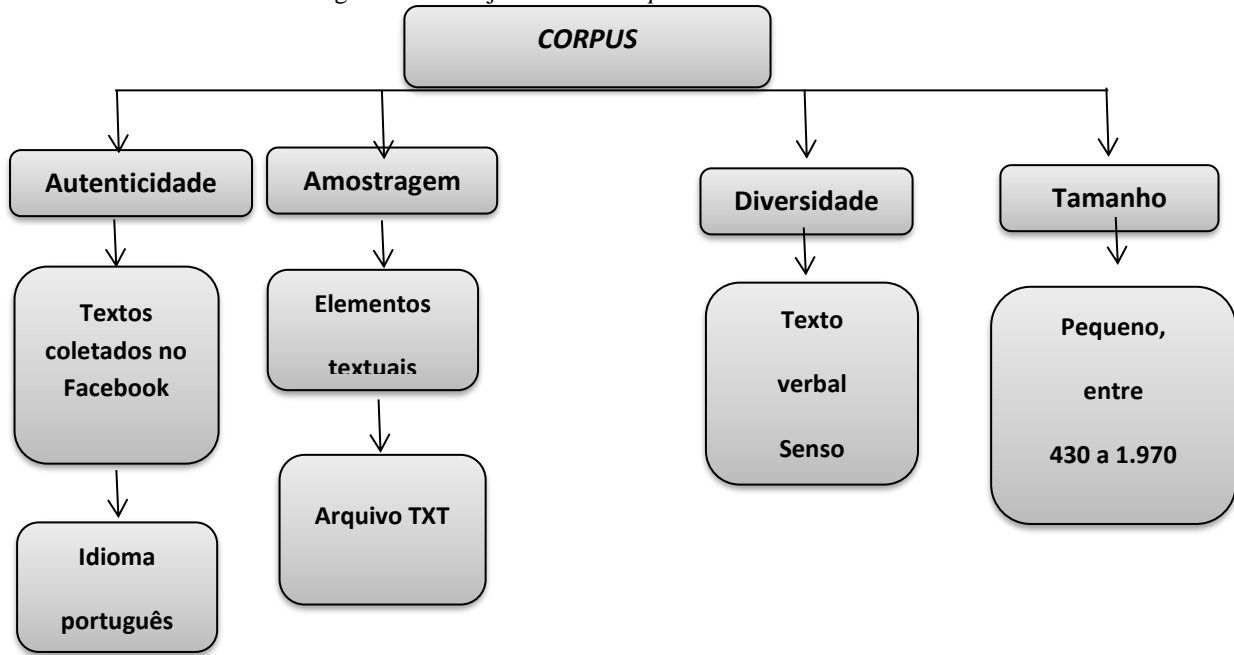 CORPUS
Autenticidade
Textos
coletados no
Facebook
Idioma
português
Amostragem
Elementos
textuais
Arquivo TXT
Diversidade
Texto
verbal
Senso
Tamanho
Pequeno,
entre
430 a 1.970